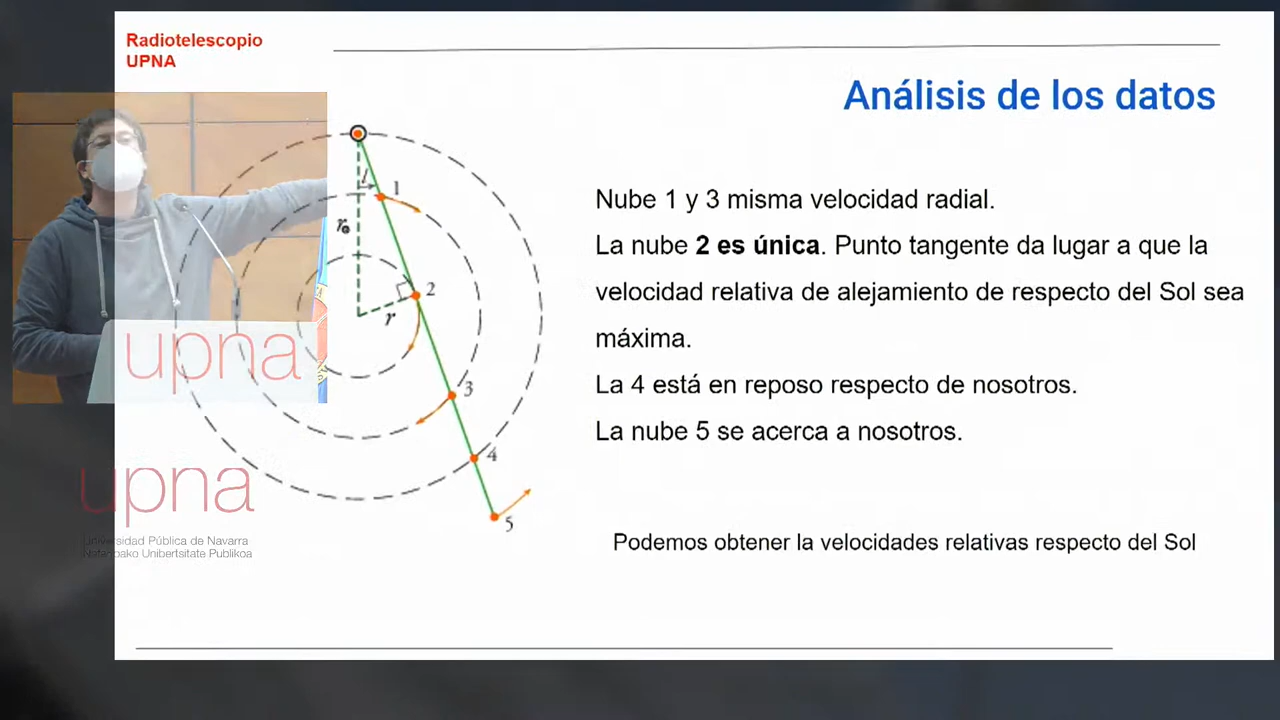 Radiotelescopio
UPNA
Análisis de los datos
l
1
r₀
2
r
3
4
5
Nube 1 y 3 misma velocidad radial.
La nube 2 es única. Punto tangente da lugar a que la
velocidad relativa de alejamiento de respecto del Sol sea
máxima.
La 4 está en reposo respecto de nosotros.
La nube 5 se acerca a nosotros.
Podemos obtener la velocidades relativas respecto del Sol
upna
upna
Universidad Pública de Navarra
Nafarroako Unibertsitate Publikoa